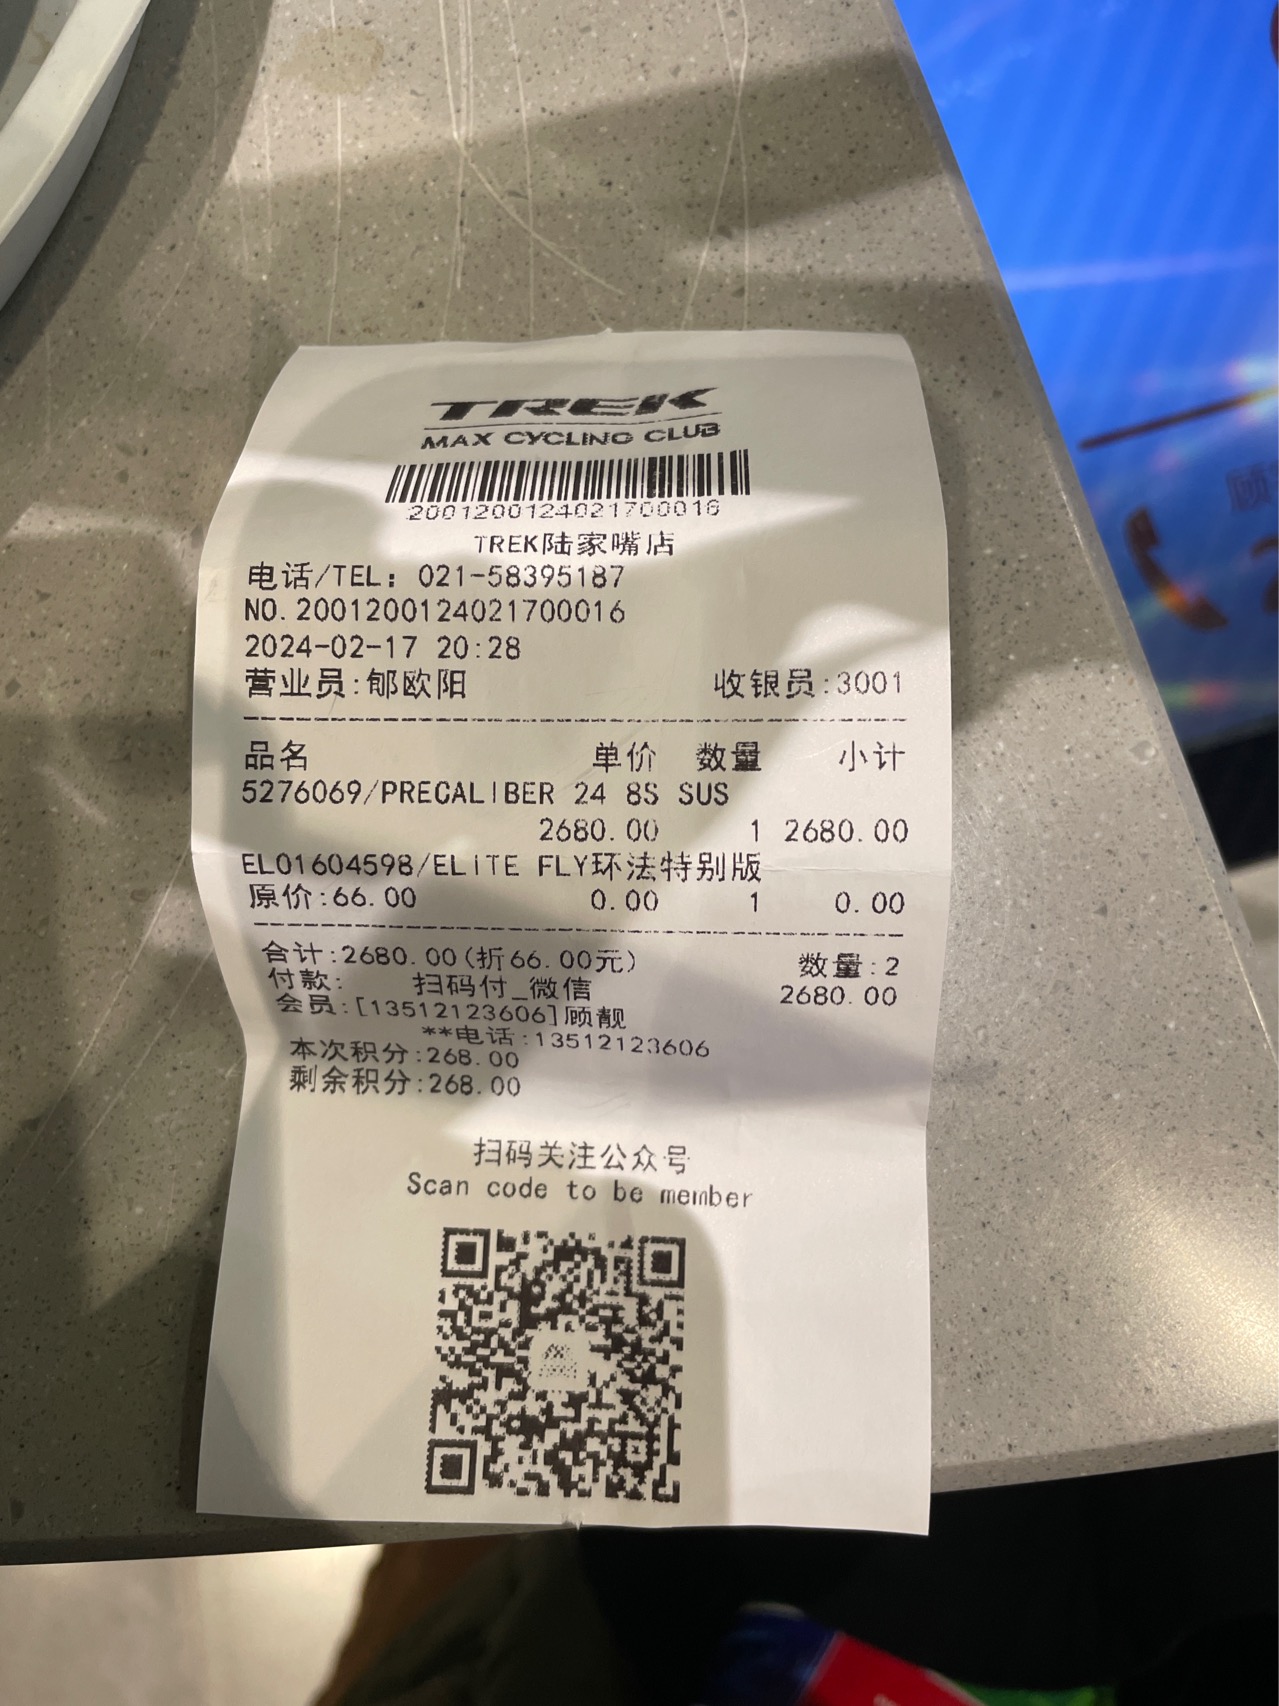 TREK
MAX CYCLING CLUB
2001200124021700016
TREK陆家嘴店
电话/TEL: 021-58395187
NO.2001200124021700016
2024-02-17 20:28
营业员:郇欧阳 收银员:3001
品名 单价 数量 小计
5276069/PRECALIBER 24 8S SUS
2680.00 1 2680.00
EL01604598/ELITE FLY环法特别版
原价:66.00 0.00 1 0.00
合计:2680.00(折66.00元) 数量:2
付款: 扫码付_微信 2680.00
会员:[13512123606]顾靓
**电话:13512123606
本次积分:268.00
剩余积分:268.00
扫码关注公众号
Scan code to be member
顾